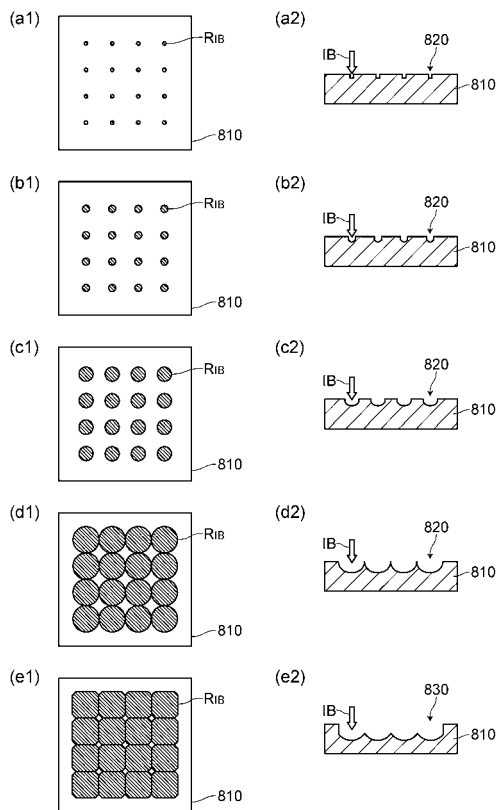 (a1)
RIB
810
(a2)
IB
820
810
(b1)
RIB
810
(b2)
IB
820
810
(c1)
RIB
810
(c2)
IB
820
810
(d1)
RIB
810
(d2)
IB
820
810
(e1)
RIB
810
(e2)
IB
830
810